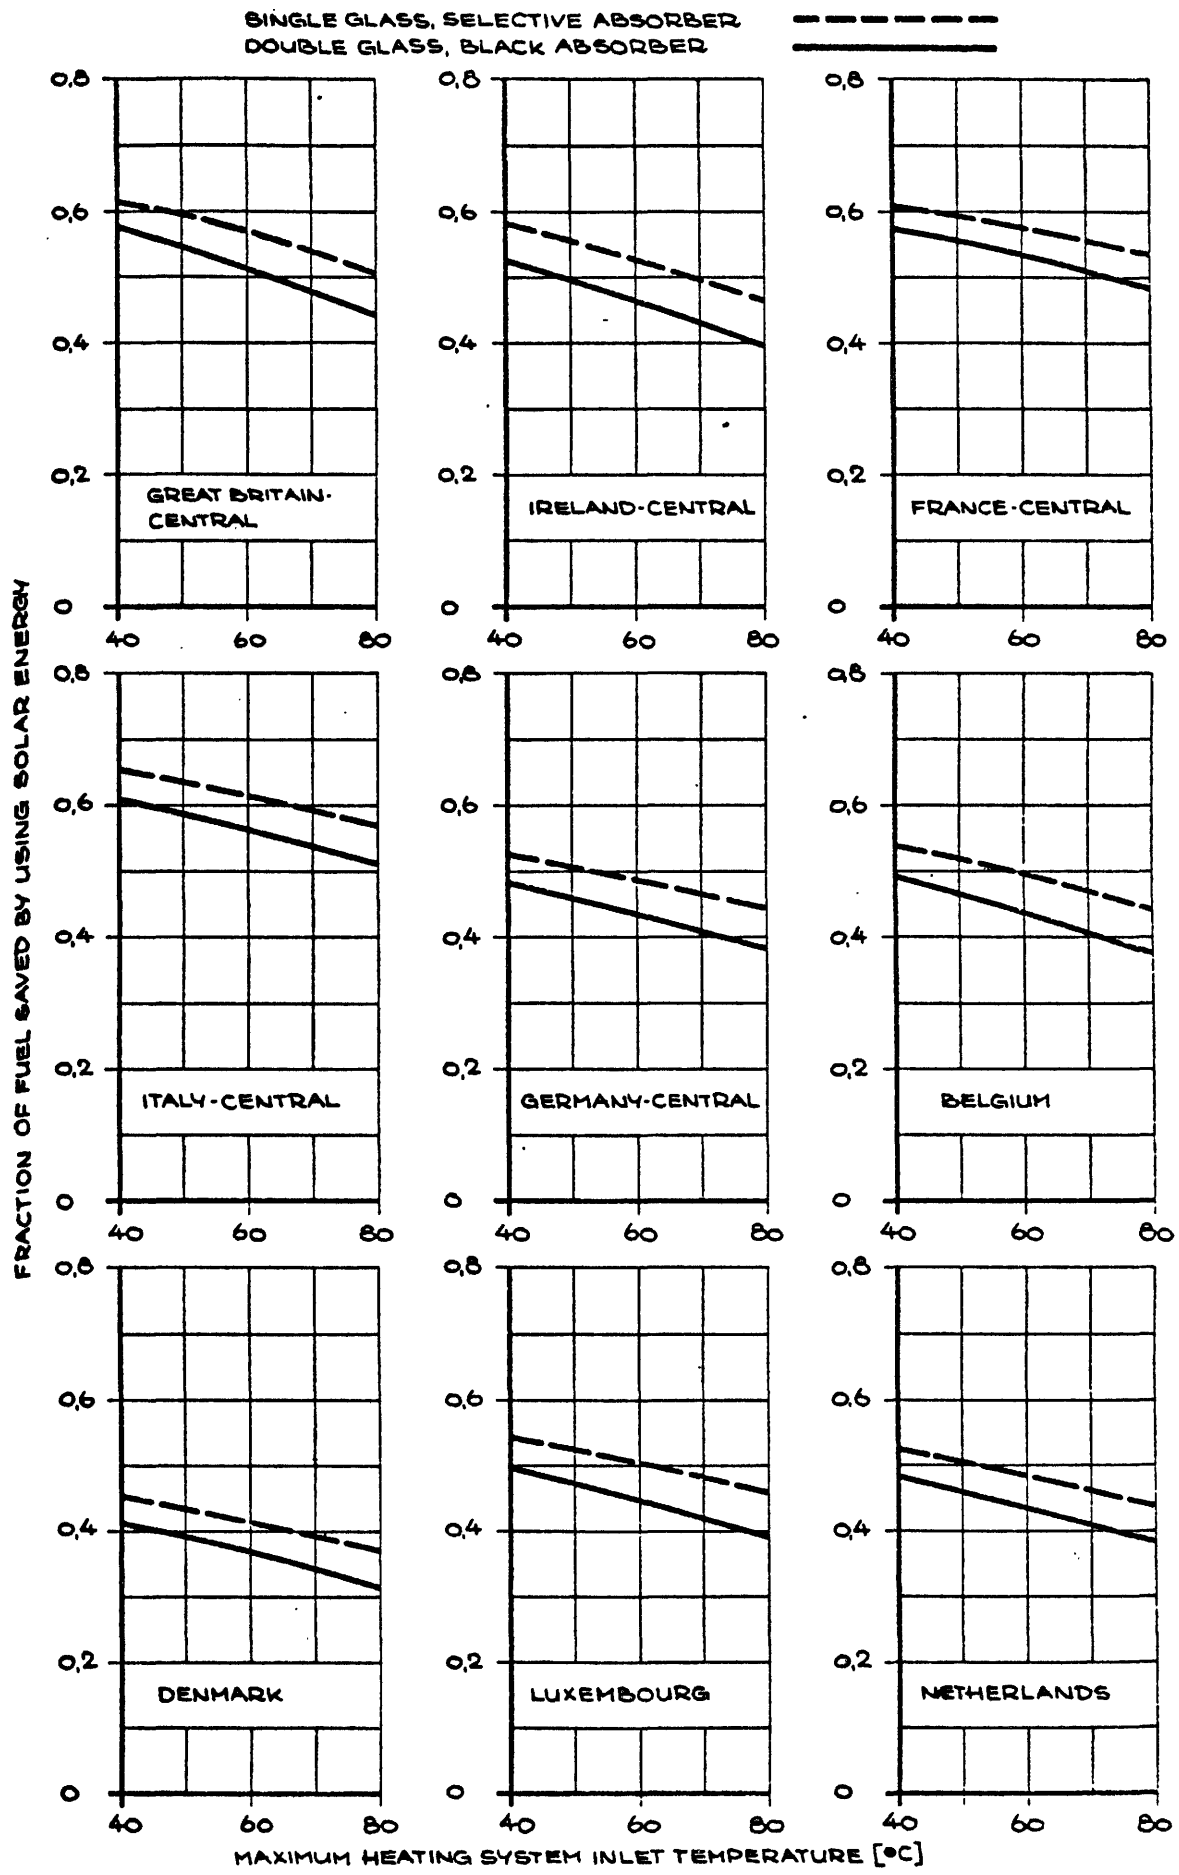 SINGLE GLASS, SELECTIVE ABSORBER
DOUBLE GLASS, BLACK ABSORBER
FRACTION OF FUEL SAVED BY USING SOLAR ENERGY
0,8
0,6
0,4
0,2
GREAT BRITAIN-
CENTRAL
0
40 60 80
0,8
0,6
0,4
0,2
IRELAND-CENTRAL
0
40 60 80
0,8
0,6
0,4
0,2
FRANCE-CENTRAL
0
40 60 80
0,8
0,6
0,4
0,2
ITALY-CENTRAL
0
40 60 80
0,8
0,6
0,4
0,2
GERMANY-CENTRAL
0
40 60 80
0,8
0,6
0,4
0,2
BELGIUM
0
40 60 80
0,8
0,6
0,4
0,2
DENMARK
0
40 60 80
0,8
0,6
0,4
0,2
LUXEMBOURG
0
40 60 80
0,8
0,6
0,4
0,2
NETHERLANDS
0
40 60 80
MAXIMUM HEATING SYSTEM INLET TEMPERATURE [°C]